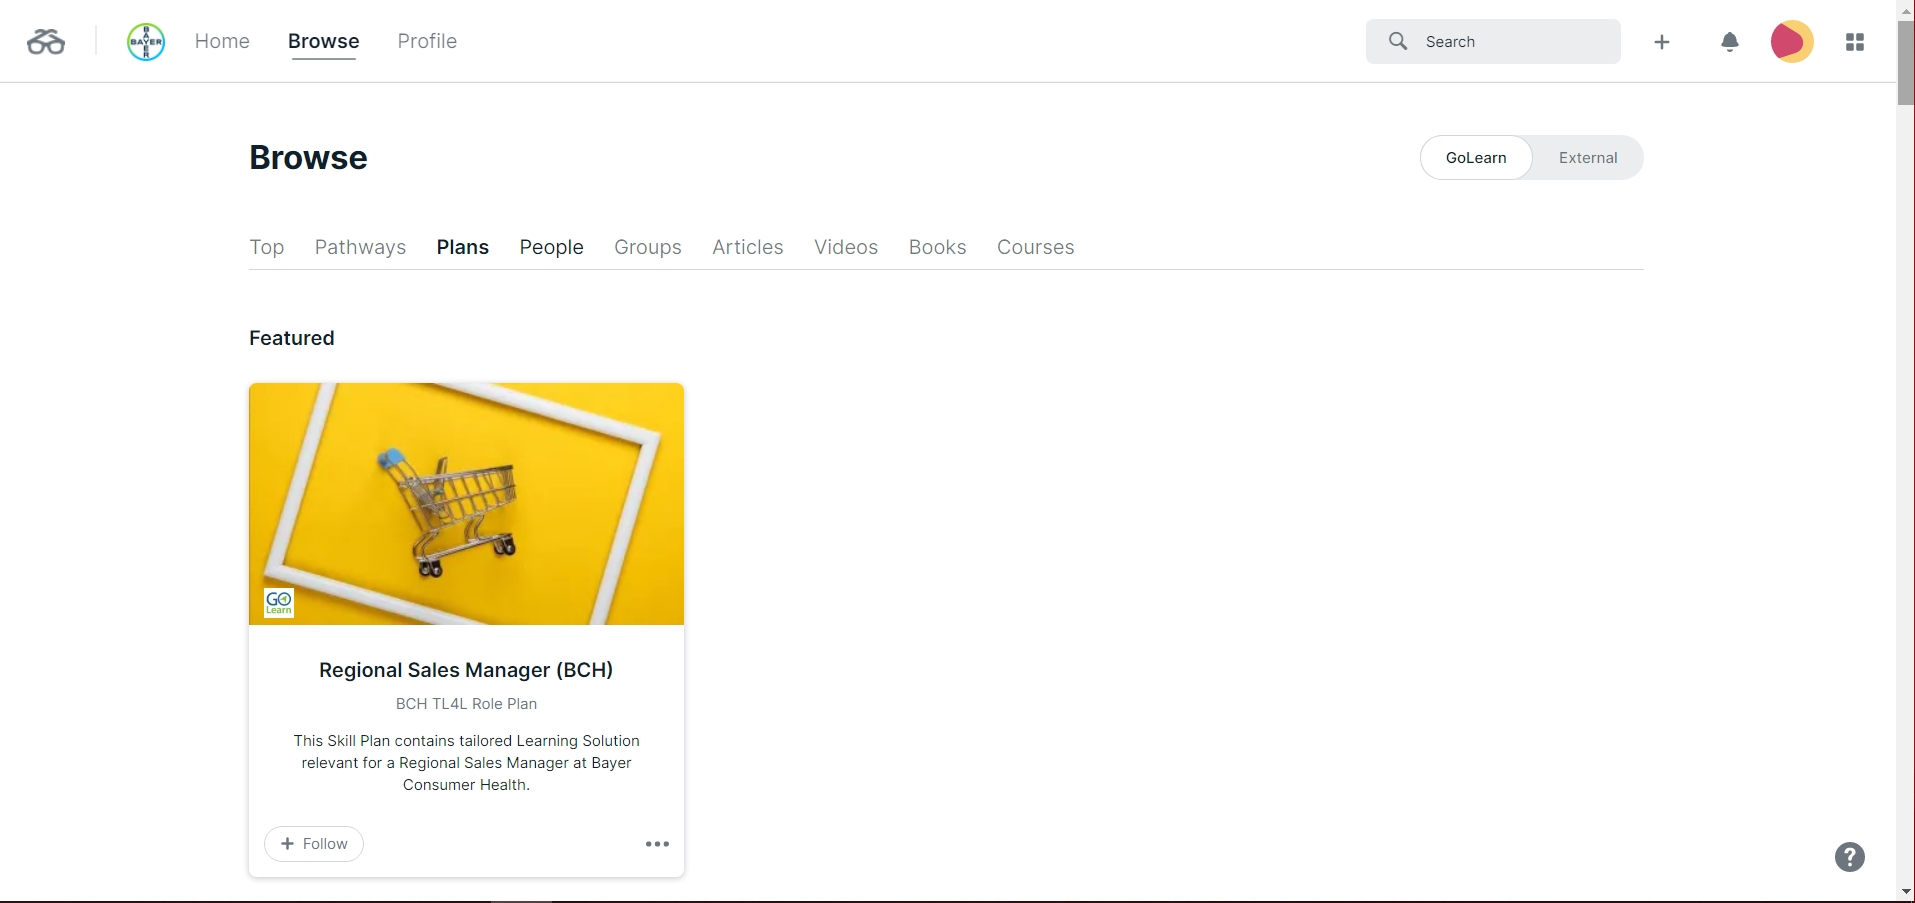 BAYER
BAYER
Home
Browse
Profile
Search
Browse
GoLearn
External
Top
Pathways
Plans
People
Groups
Articles
Videos
Books
Courses
Featured
GO
Learn
Regional Sales Manager (BCH)
BCH TL4L Role Plan
This Skill Plan contains tailored Learning Solution
relevant for a Regional Sales Manager at Bayer
Consumer Health.
+ Follow
?